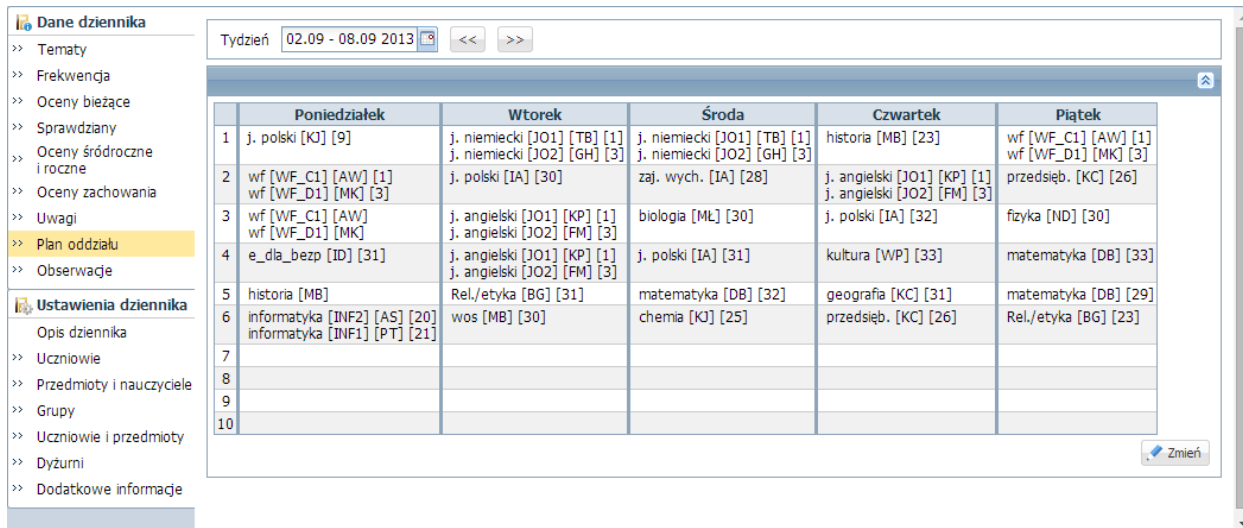 Dane dziennika
>> Tematy
>> Frekwencja
>> Oceny bieżące
>> Sprawdziany
>> Oceny śródroczne
i roczne
>> Oceny zachowania
>> Uwagi
>> Plan oddziału
>> Obserwacje
Ustawienia dziennika
Opis dziennika
>> Uczniowie
>> Przedmioty i nauczyciele
>> Grupy
>> Uczniowie i przedmioty
>> Dyżurni
>> Dodatkowe informacje
Tydzień 02.09 - 08.09 2013 << >>
Poniedziałek Wtorek Środa Czwartek Piątek
1 j. polski [KJ] [9] j. niemiecki [JO1] [TB] [1] j. niemiecki [JO1] [TB] [1] historia [MB] [23] wf [WF_C1] [AW] [1]
j. niemiecki [JO2] [GH] [3] j. niemiecki [JO2] [GH] [3] wf [WF_D1] [MK] [3]
2 wf [WF_C1] [AW] [1] j. polski [IA] [30] zaj. wych. [IA] [28] j. angielski [JO1] [KP] [1] przedsięb. [KC] [26]
wf [WF_D1] [MK] [3] j. angielski [JO2] [FM] [3]
3 wf [WF_C1] [AW] j. angielski [JO1] [KP] [1] biologia [MŁ] [30] j. polski [IA] [32] fizyka [ND] [30]
wf [WF_D1] [MK] j. angielski [JO2] [FM] [3]
4 e_dla_bezp [ID] [31] j. angielski [JO1] [KP] [1] j. polski [IA] [31] kultura [WP] [33] matematyka [DB] [33]
j. angielski [JO2] [FM] [3]
5 historia [MB] Rel./etyka [BG] [31] matematyka [DB] [32] geografia [KC] [31] matematyka [DB] [29]
6 informatyka [INF2] [AS] [20] wos [MB] [30] chemia [KJ] [25] przedsięb. [KC] [26] Rel./etyka [BG] [23]
informatyka [INF1] [PT] [21]
7
8
9
10
Zmień